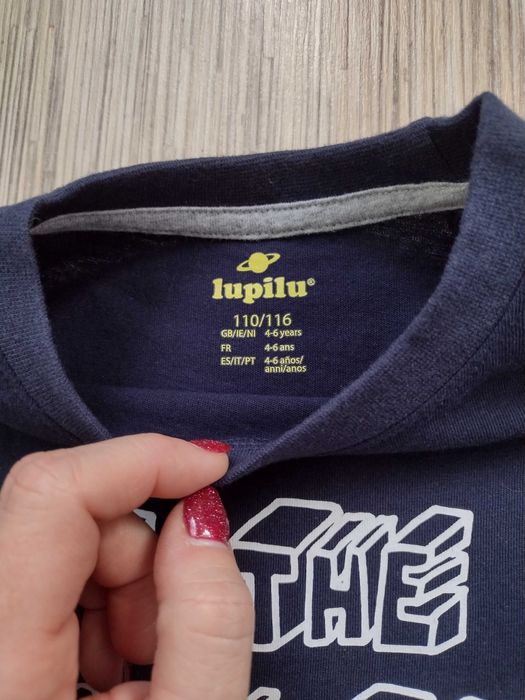 lupilu®
110/116
GB/IE/NI 4-6 years
FR 4-6 ans
ES/IT/PT 4-6 años/
anni/anos
THE